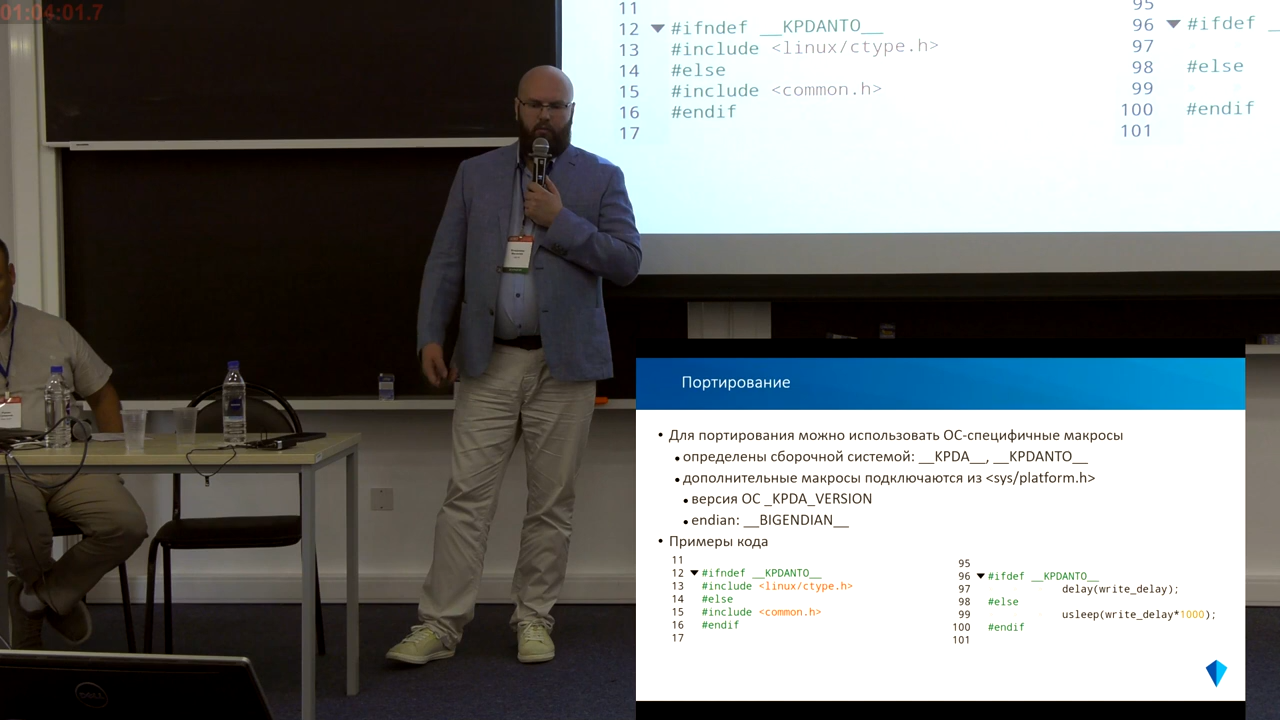 01:04:01.7
11
12 #ifndef __KPDANTO__
13 #include <linux/ctype.h>
14 #else
15 #include <common.h>
16 #endif
17
95
96 #ifdef _
97
98 #else
99
100 #endif
101
Портирование
• Для портирования можно использовать ОС-специфичные макросы
• определены сборочной системой: __KPDA__, __KPDANTO__
• дополнительные макросы подключаются из <sys/platform.h>
• версия ОС _KPDA_VERSION
• endian: __BIGENDIAN__
• Примеры кода
11
12 #ifndef __KPDANTO__
13 #include <linux/ctype.h>
14 #else
15 #include <common.h>
16 #endif
17
95
96 #ifdef __KPDANTO__
97 delay(write_delay);
98 #else
99 usleep(write_delay*1000);
100 #endif
101
DELL